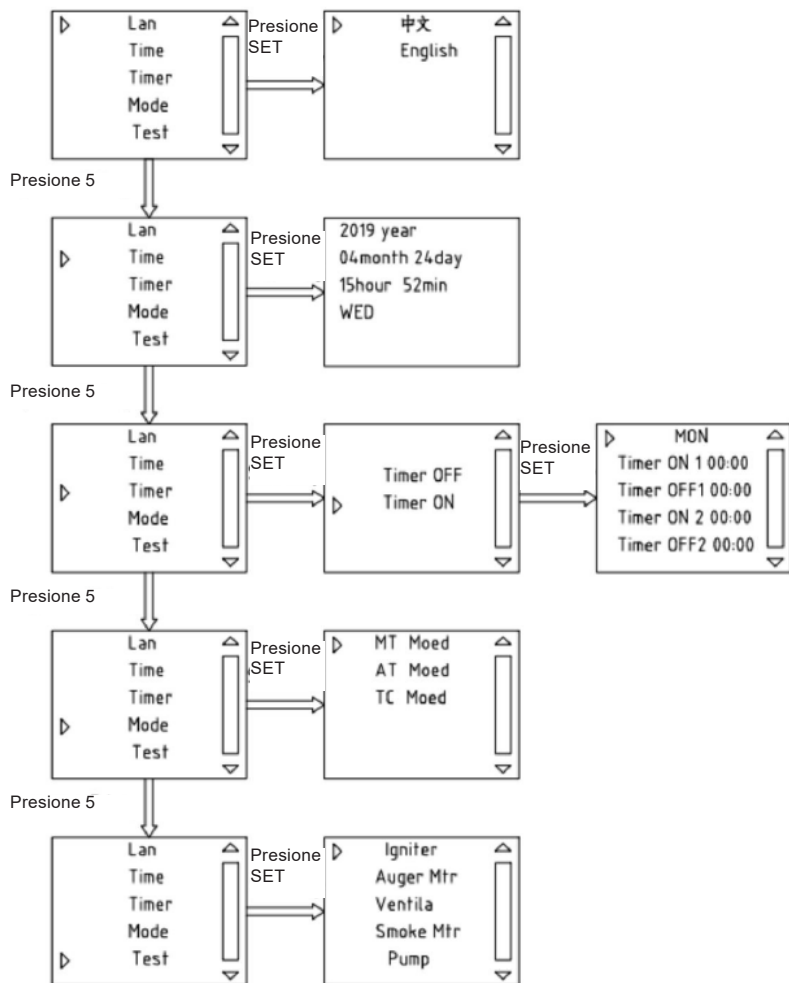 Lan
Time
Timer
Mode
Test
Presione
SET
中文
English
Presione 5
Lan
Time
Timer
Mode
Test
Presione
SET
2019 year
04month 24day
15hour 52min
WED
Presione 5
Lan
Time
Timer
Mode
Test
Presione
SET
Timer OFF
Timer ON
Presione
SET
MON
Timer ON 1 00:00
Timer OFF1 00:00
Timer ON 2 00:00
Timer OFF2 00:00
Presione 5
Lan
Time
Timer
Mode
Test
Presione
SET
MT Moed
AT Moed
TC Moed
Presione 5
Lan
Time
Timer
Mode
Test
Presione
SET
Igniter
Auger Mtr
Ventila
Smoke Mtr
Pump